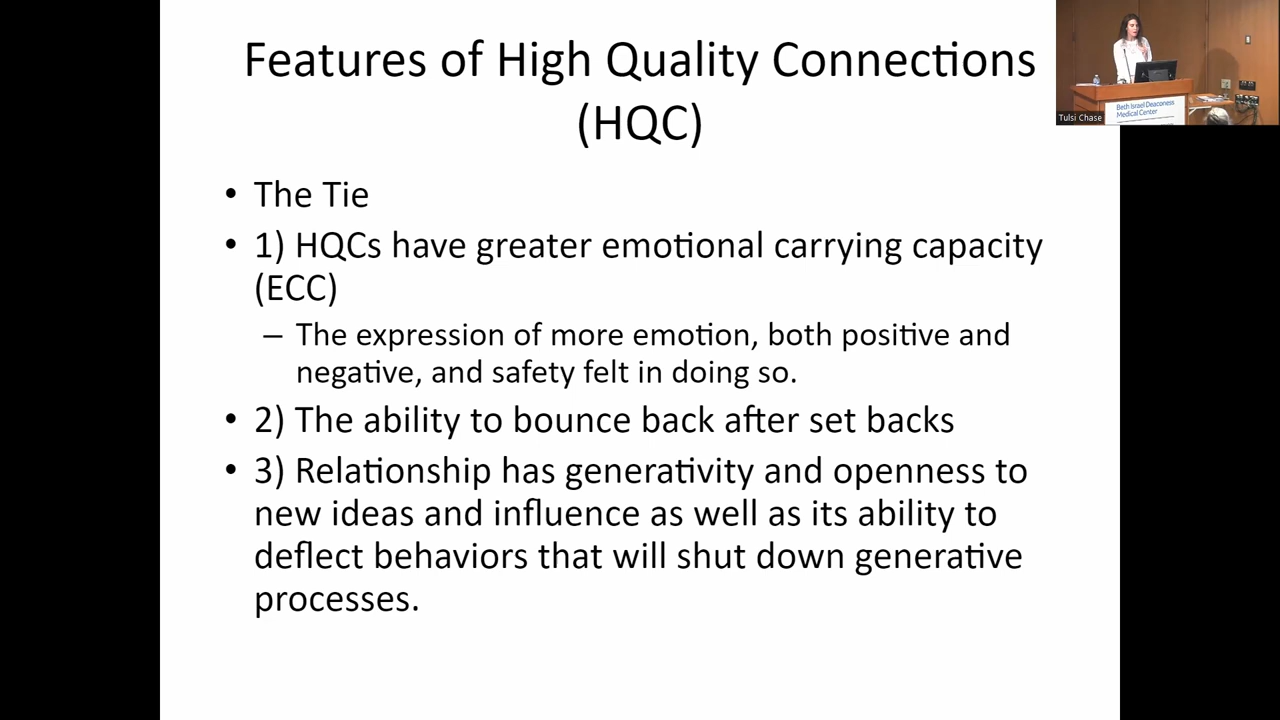 Features of High Quality Connections
(HQC)
• The Tie
• 1) HQCs have greater emotional carrying capacity
(ECC)
– The expression of more emotion, both positive and
negative, and safety felt in doing so.
• 2) The ability to bounce back after set backs
• 3) Relationship has generativity and openness to
new ideas and influence as well as its ability to
deflect behaviors that will shut down generative
processes.
Beth Israel Deaconess
Medical Center
Tulsi Chase